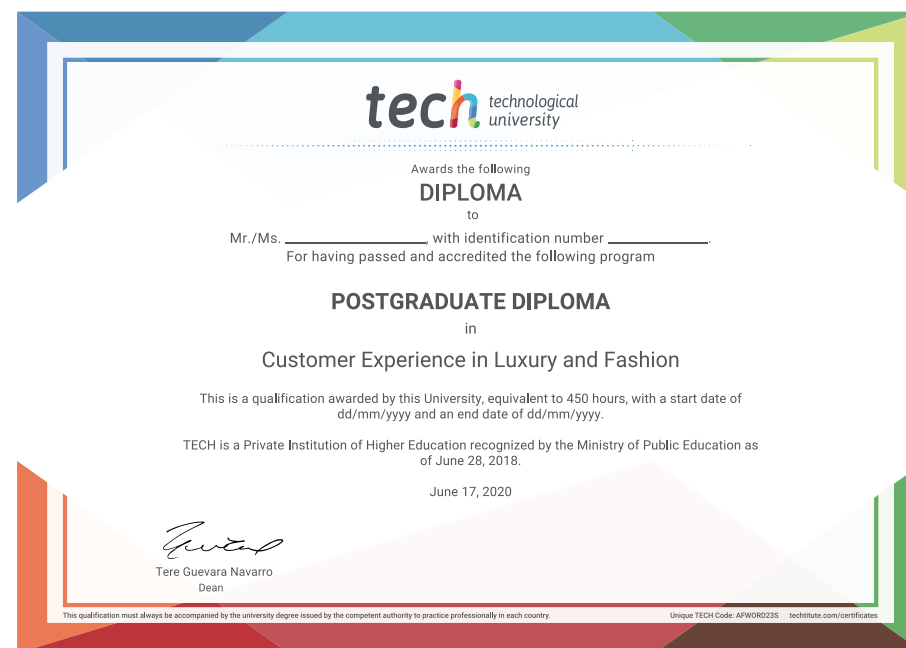 tech technological
university
Awards the following
DIPLOMA
to
Mr./Ms. ____________________, with identification number ______________.
For having passed and accredited the following program
POSTGRADUATE DIPLOMA
in
Customer Experience in Luxury and Fashion
This is a qualification awarded by this University, equivalent to 450 hours, with a start date of
dd/mm/yyyy and an end date of dd/mm/yyyy.
TECH is a Private Institution of Higher Education recognized by the Ministry of Public Education as
of June 28, 2018.
June 17, 2020
Tere Guevara Navarro
Dean
This qualification must always be accompanied by the university degree issued by the competent authority to practice professionally in each country. Unique TECH Code: AFWORD23S techtitute.com/certificates